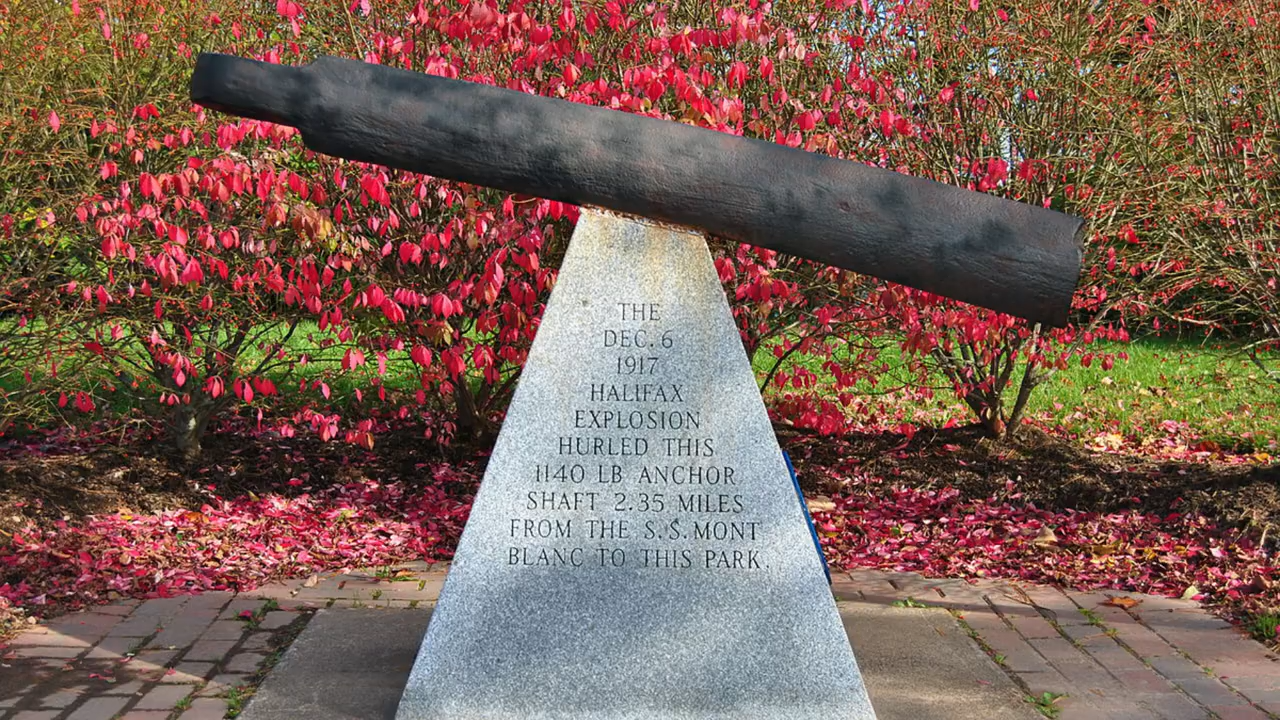 THE
DEC. 6
1917
HALIFAX
EXPLOSION
HURLED THIS
1140 LB ANCHOR
SHAFT 2.35 MILES
FROM THE S.S. MONT
BLANC TO THIS PARK.